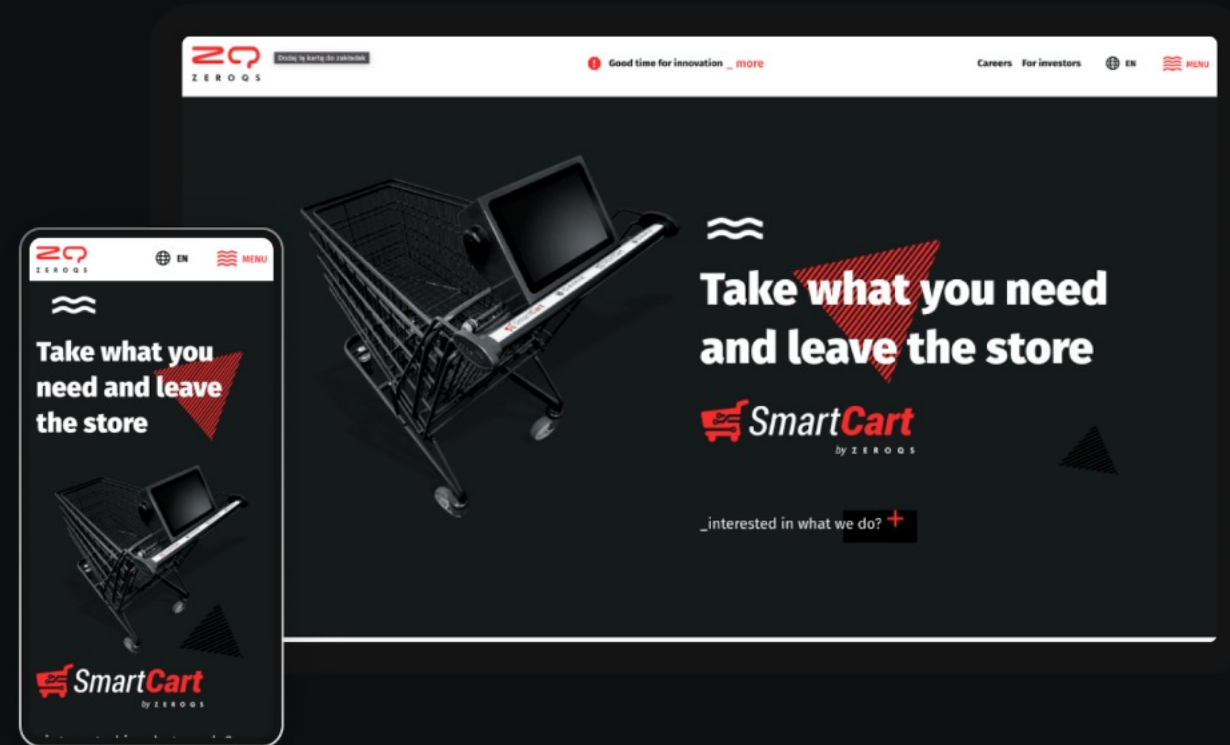 ZQ
ZEROQS
Dodaj tę kartę do zakładek
Good time for innovation _ more
Careers For investors EN MENU
Take what you need
and leave the store
SmartCart
by ZEROQS
_interested in what we do? +
ZQ
ZEROQS
EN MENU
Take what you
need and leave
the store
SmartCart
by ZEROQS